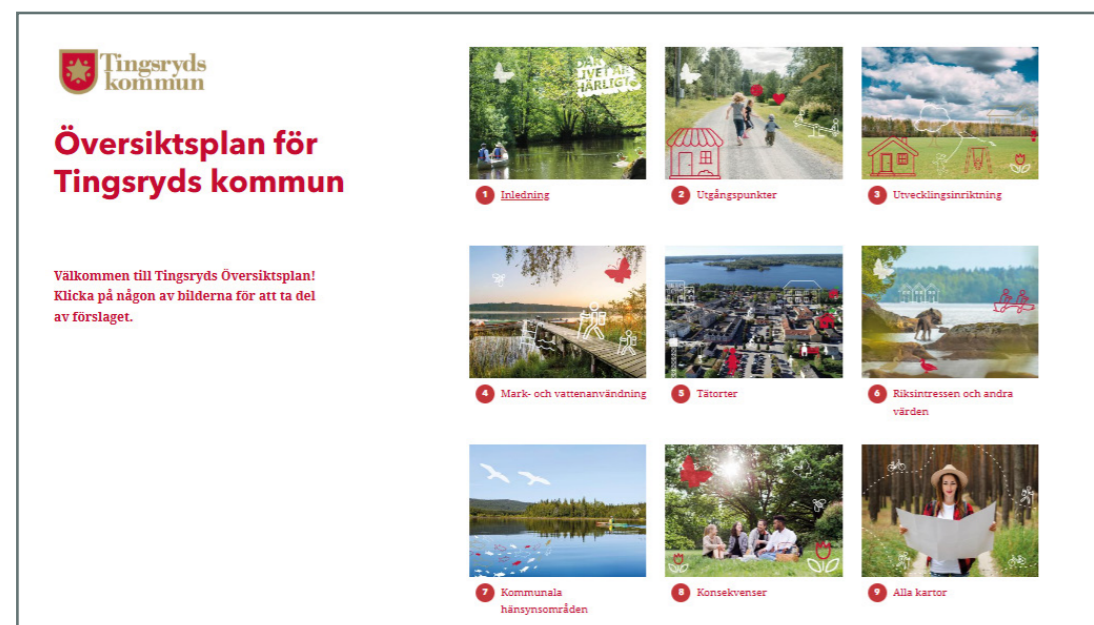 Tingsryds
kommun
Översiktsplan för
Tingsryds kommun
Välkommen till Tingsryds Översiktsplan!
Klicka på någon av bilderna för att ta del
av förslaget.
DÄR
LIVET ÄR
HÄRLIGT
1 Inledning
2 Utgångspunkter
3 Utvecklingsinriktning
4 Mark- och vattenanvändning
5 Tätorter
6 Riksintressen och andra
värden
7 Kommunala
hänsynsområden
8 Konsekvenser
9 Alla kartor